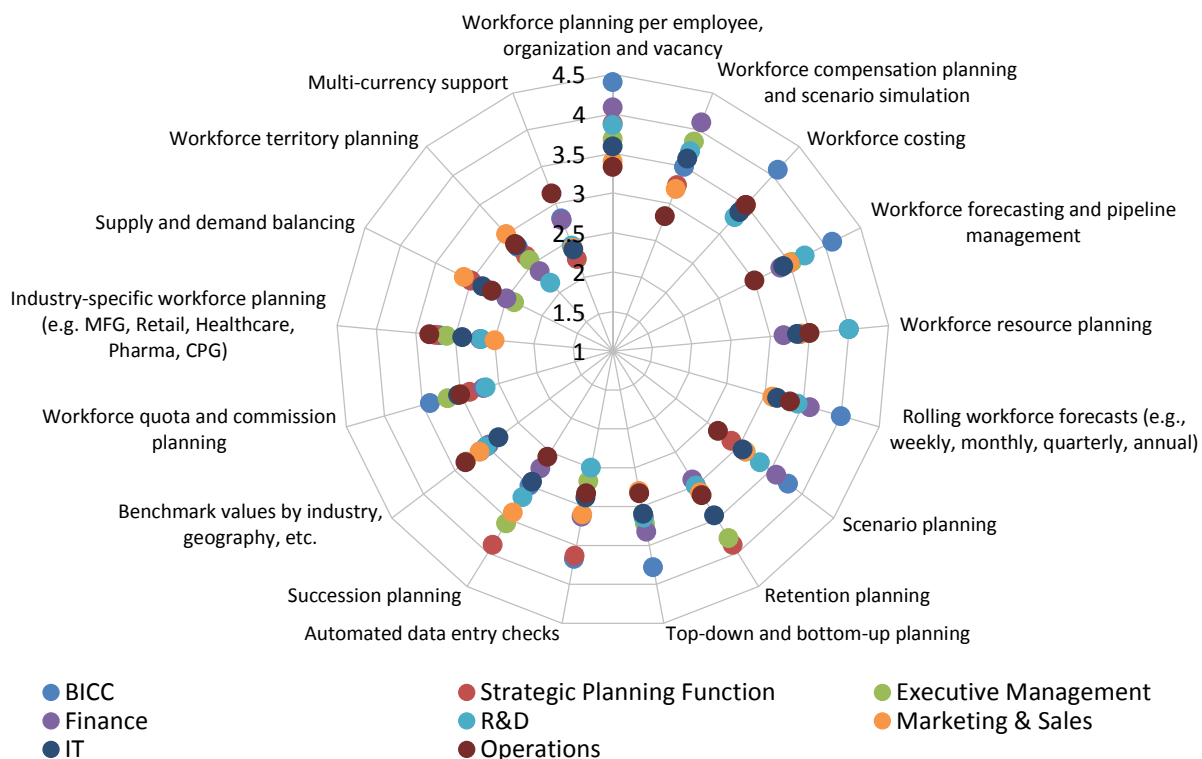 Workforce planning per employee,
organization and vacancy
Workforce compensation planning
and scenario simulation
Workforce costing
Workforce forecasting and pipeline
management
Workforce resource planning
Rolling workforce forecasts (e.g.,
weekly, monthly, quarterly, annual)
Scenario planning
Retention planning
Top-down and bottom-up planning
Automated data entry checks
Succession planning
Benchmark values by industry,
geography, etc.
Workforce quota and commission
planning
Industry-specific workforce planning
(e.g. MFG, Retail, Healthcare,
Pharma, CPG)
Supply and demand balancing
Workforce territory planning
Multi-currency support
4.5
4
3.5
3
2.5
2
1.5
1
BICC
Strategic Planning Function
Executive Management
Finance
R&D
Marketing & Sales
IT
Operations